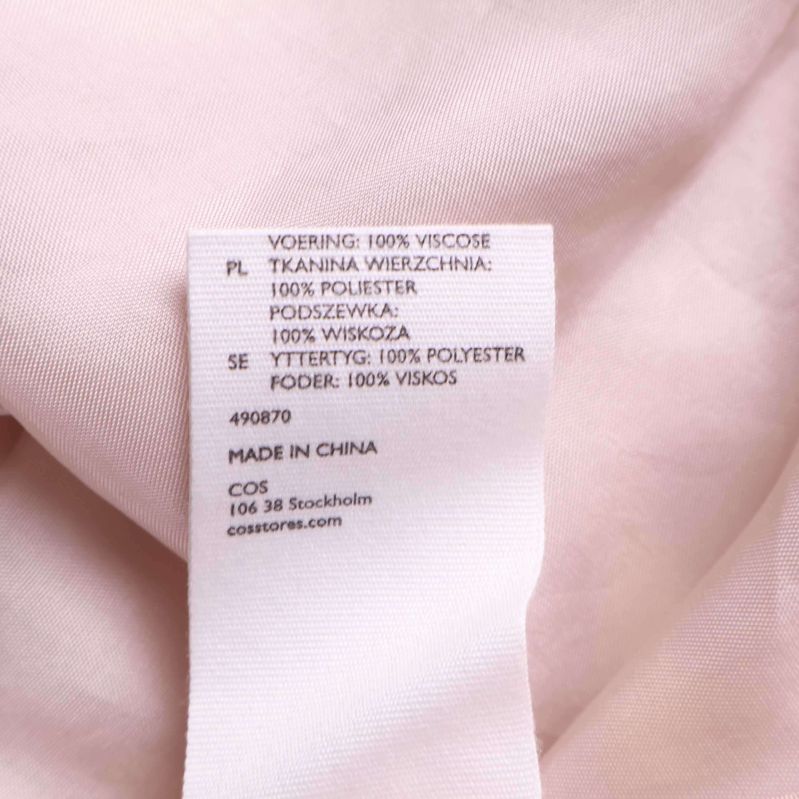 VOERING: 100% VISCOSE
PL TKANINA WIERZCHNIA:
100% POLIESTER
PODSZEWKA:
100% WISKOZA
SE YTTERTYG: 100% POLYESTER
FODER: 100% VISKOS
490870
MADE IN CHINA
COS
106 38 Stockholm
cosstores.com